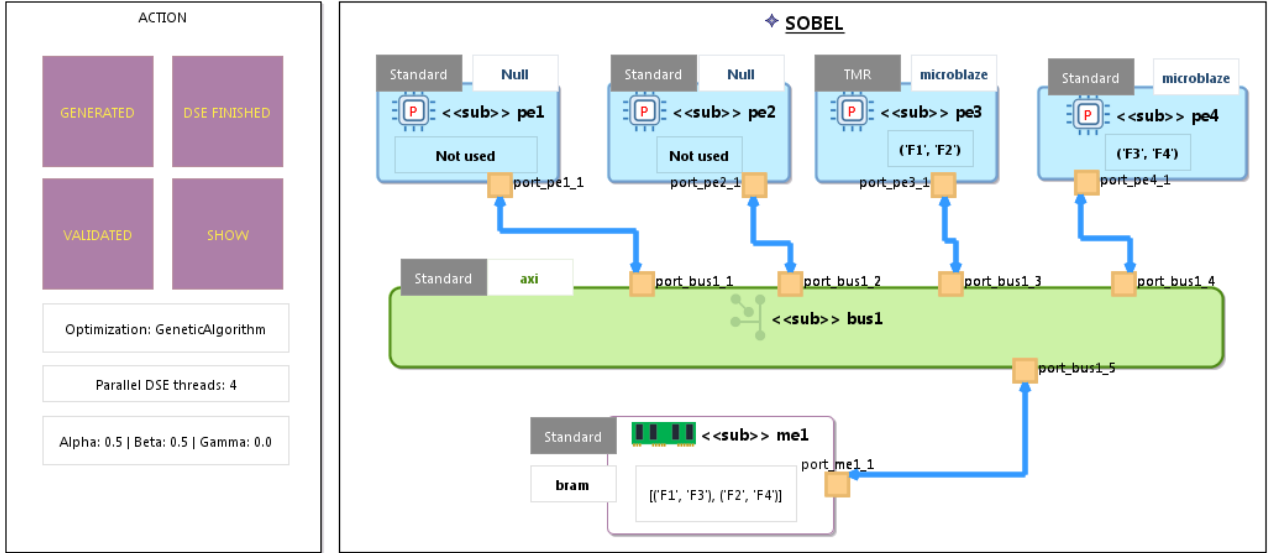 ACTION
GENERATED
DSE FINISHED
VALIDATED
SHOW
Optimization: GeneticAlgorithm
Parallel DSE threads: 4
Alpha: 0.5 | Beta: 0.5 | Gamma: 0.0
SOBEL
Standard
Null
P
<<sub>> pe1
Not used
port_pe1_1
Standard
Null
P
<<sub>> pe2
Not used
port_pe2_1
TMR
microblaze
P
<<sub>> pe3
('F1', 'F2')
port_pe3_1
Standard
microblaze
P
<<sub>> pe4
('F3', 'F4')
port_pe4_1
Standard
axi
port_bus1_1
port_bus1_2
port_bus1_3
port_bus1_4
<<sub>> bus1
port_bus1_5
Standard
<<sub>> me1
bram
port_me1_1
[('F1', 'F3'), ('F2', 'F4')]